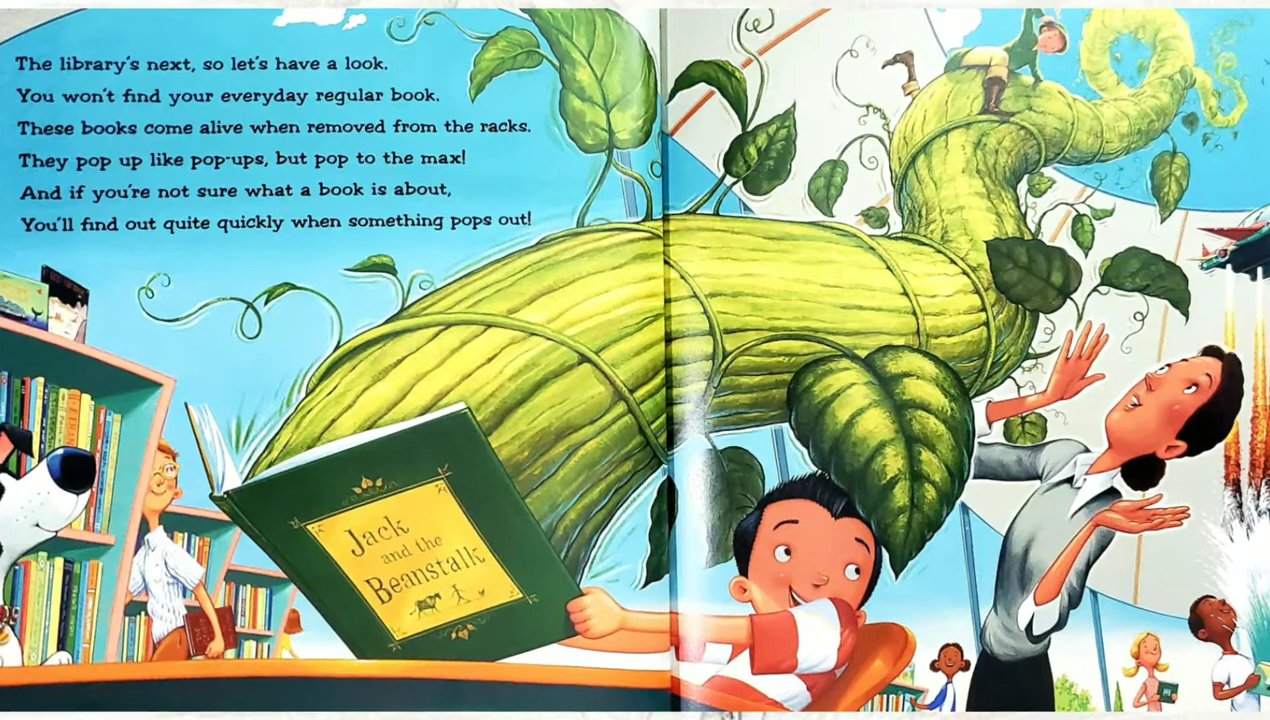 The library's next, so let's have a look.
You won't find your everyday regular book.
These books come alive when removed from the racks.
They pop up like pop-ups, but pop to the max!
And if you're not sure what a book is about,
You'll find out quite quickly when something pops out!
Jack
and the
Beanstalk